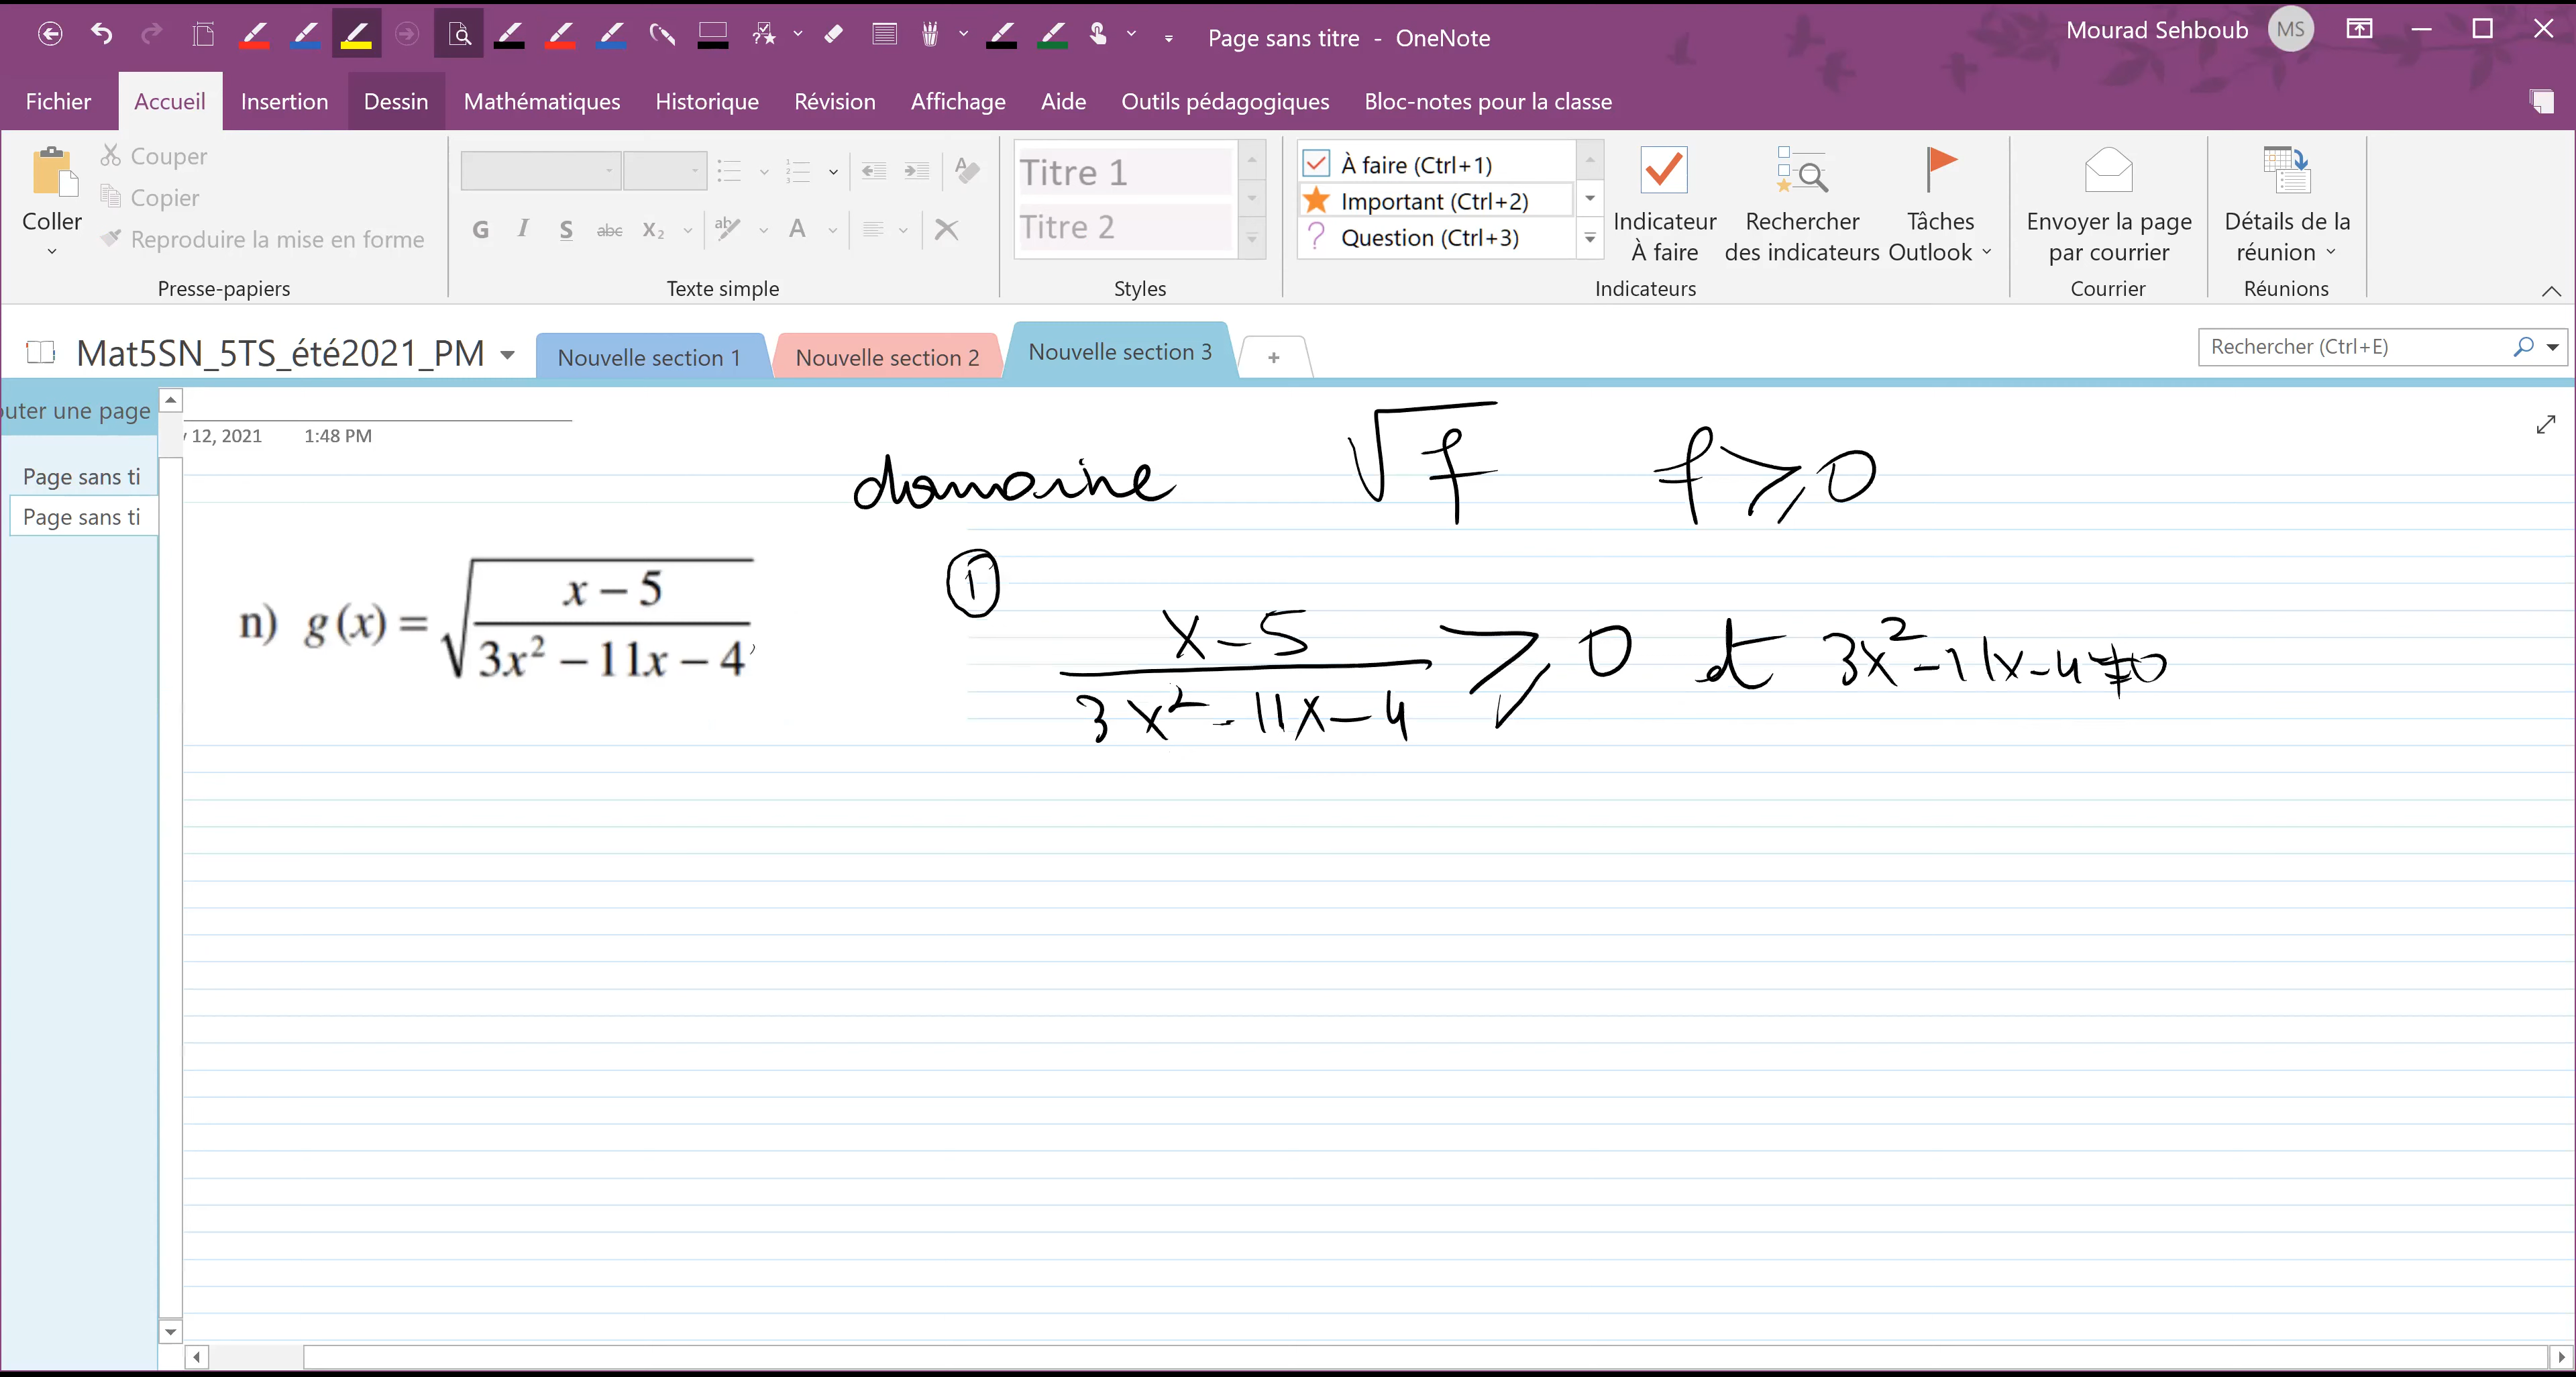 Page sans titre - OneNote
Mourad Sehboub MS
Fichier Accueil Insertion Dessin Mathématiques Historique Révision Affichage Aide Outils pédagogiques Bloc-notes pour la classe
Coller
Couper
Copier
Reproduire la mise en forme
Presse-papiers
G I S abc X₂ ab A
Texte simple
Titre 1
Titre 2
Styles
À faire (Ctrl+1)
Important (Ctrl+2)
? Question (Ctrl+3)
Indicateur
À faire
Rechercher
des indicateurs
Tâches
Outlook
Indicateurs
Envoyer la page
par courrier
Courrier
Détails de la
réunion
Réunions
Mat5SN_5TS_été2021_PM Nouvelle section 1 Nouvelle section 2 Nouvelle section 3 +
Rechercher (Ctrl+E)
outer une page
Page sans ti
Page sans ti
12, 2021 1:48 PM
domaine √f f ⩾ 0
n) g(x) = √((x − 5)/(3x² − 11x − 4))
①
(x − 5)/(3x² − 11x − 4) ⩾ 0 et 3x² − 11x − 4 ≠ 0